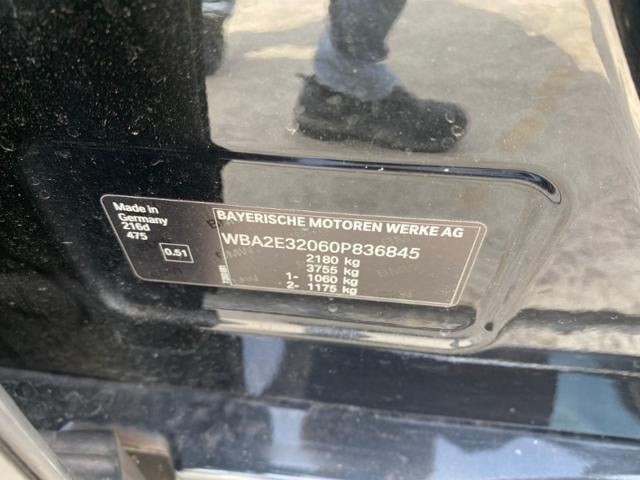 Made in
Germany
216d
475
0.51
BAYERISCHE MOTOREN WERKE AG
WBA2E32060P836845
2180 kg
3755 kg
1- 1060 kg
2- 1175 kg